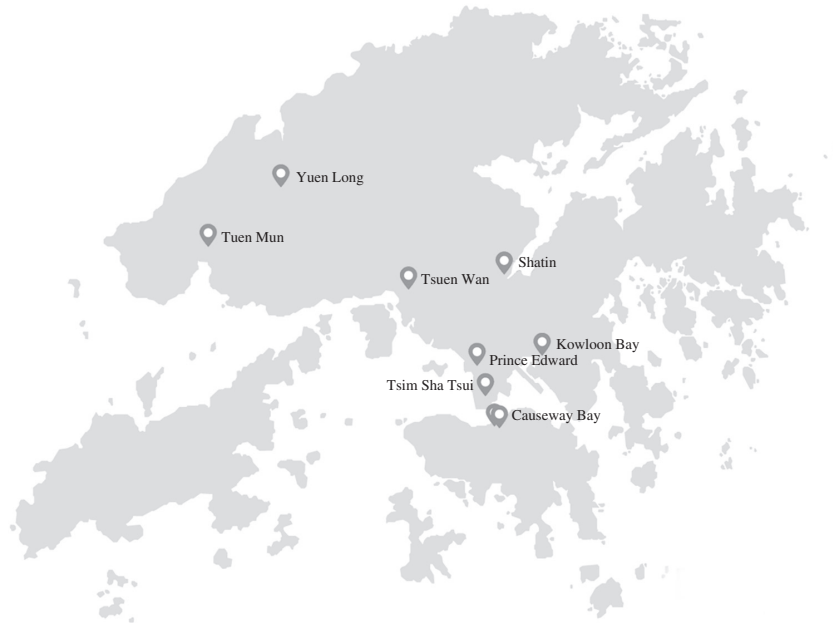 Yuen Long
Tuen Mun
Shatin
Tsuen Wan
Kowloon Bay
Prince Edward
Tsim Sha Tsui
Causeway Bay